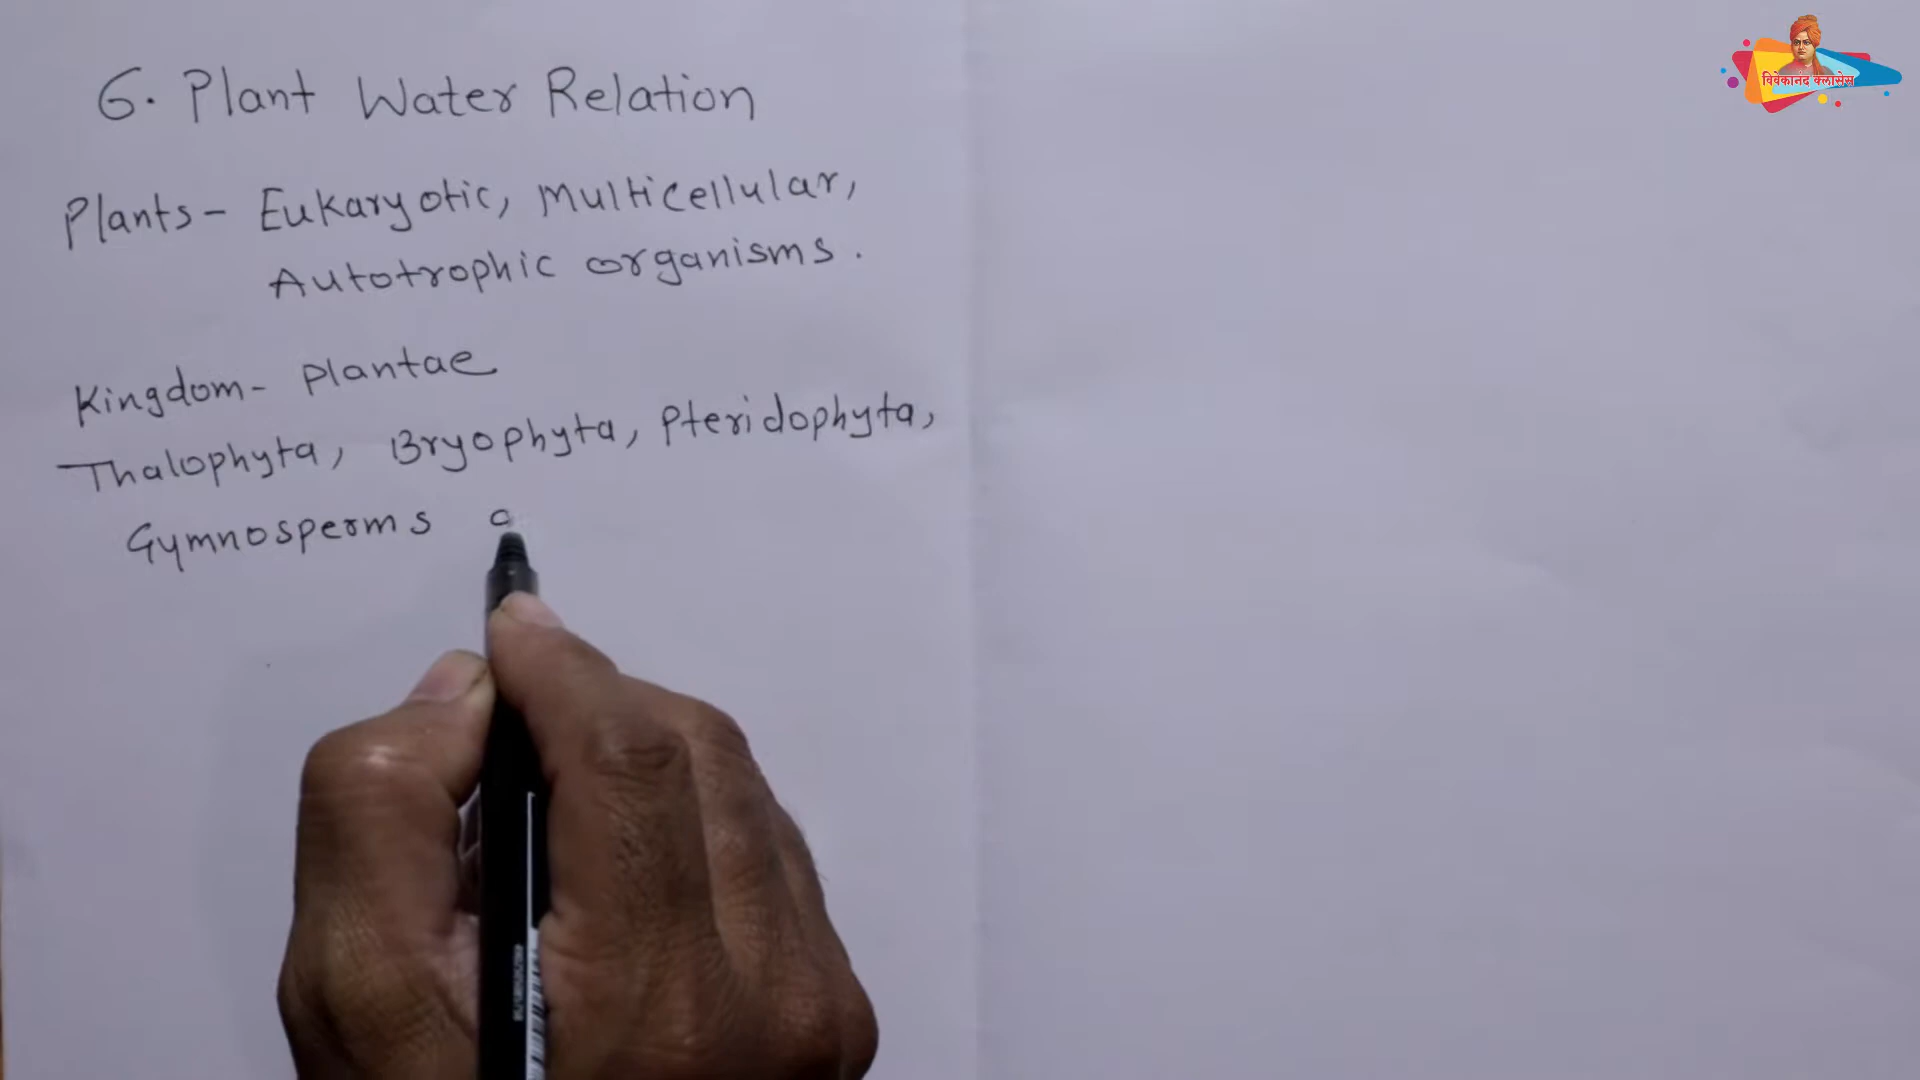 6. Plant Water Relation
Plants- Eukaryotic, Multicellular,
Autotrophic organisms.
Kingdom- Plantae
Thalophyta, Bryophyta, Pteridophyta,
Gymnosperms
विवेकानंद क्लासेस